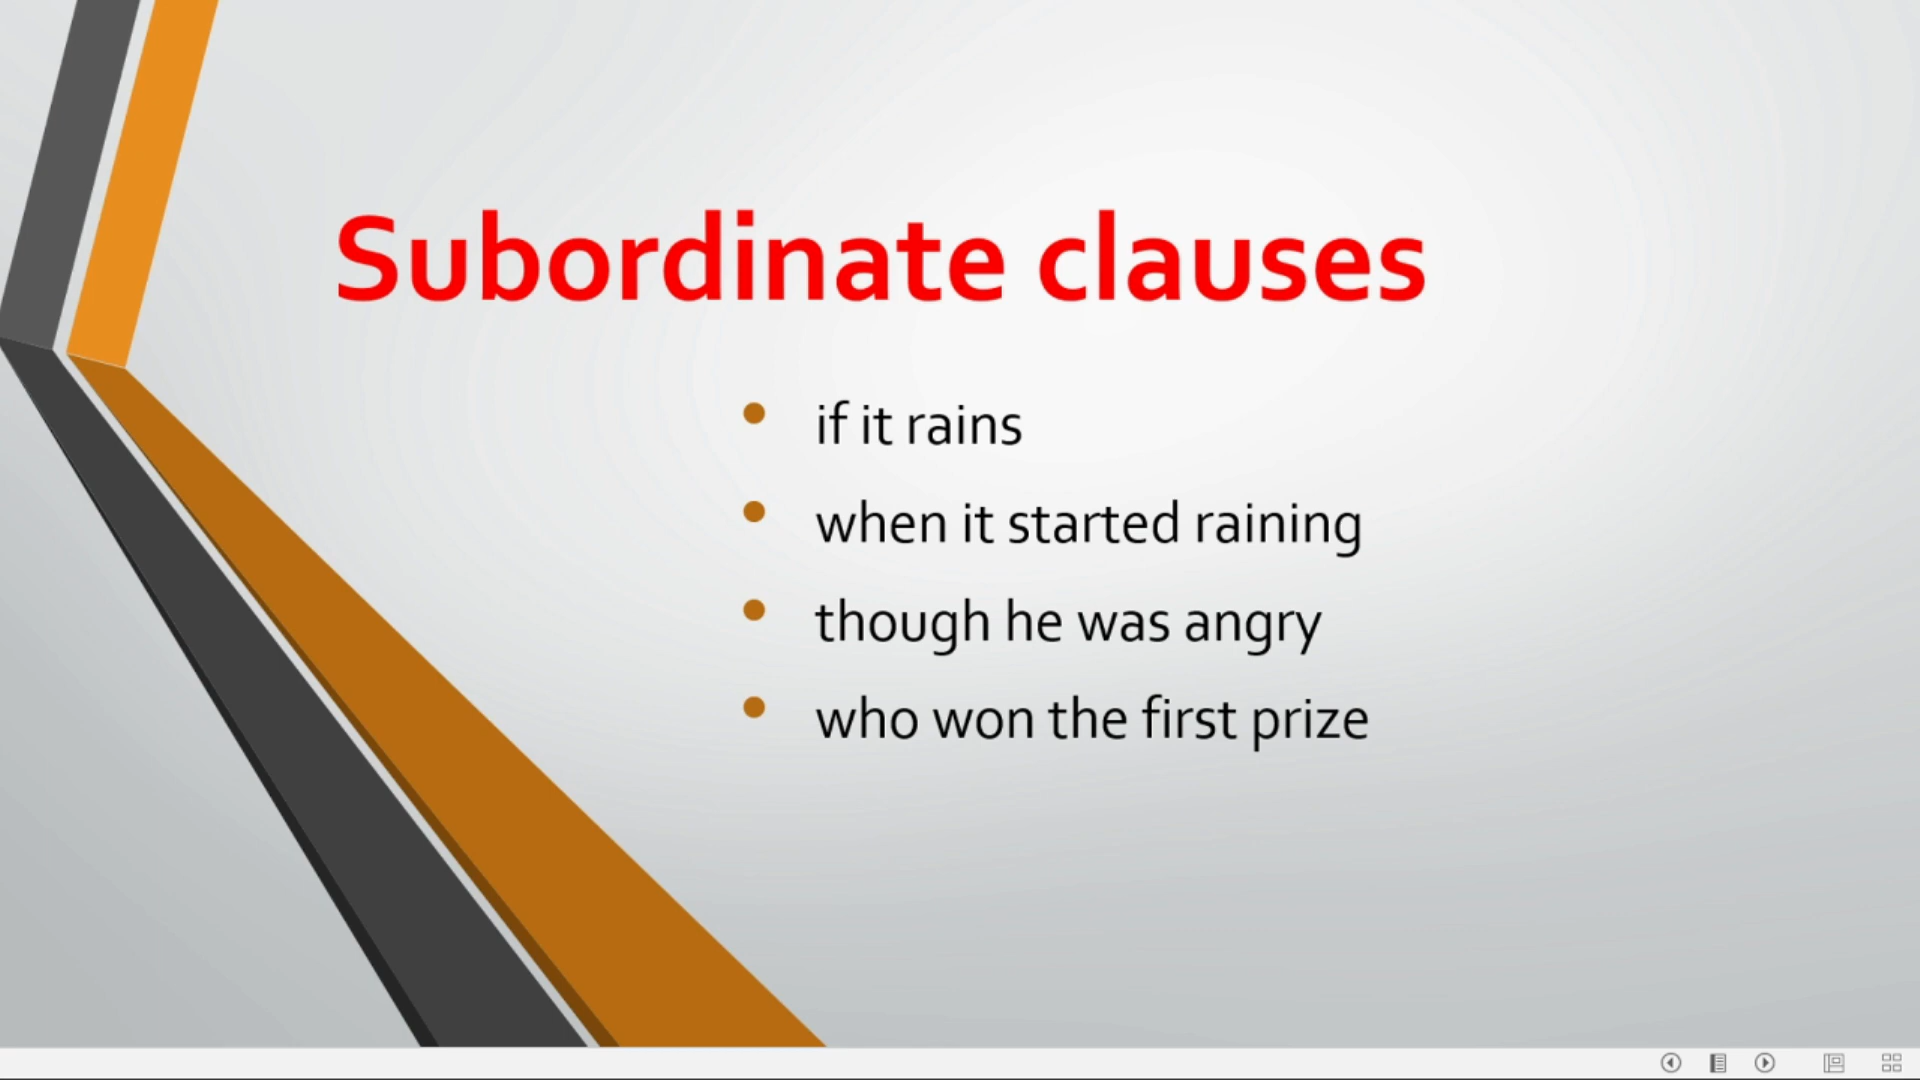 Subordinate clauses
• if it rains
• when it started raining
• though he was angry
• who won the first prize